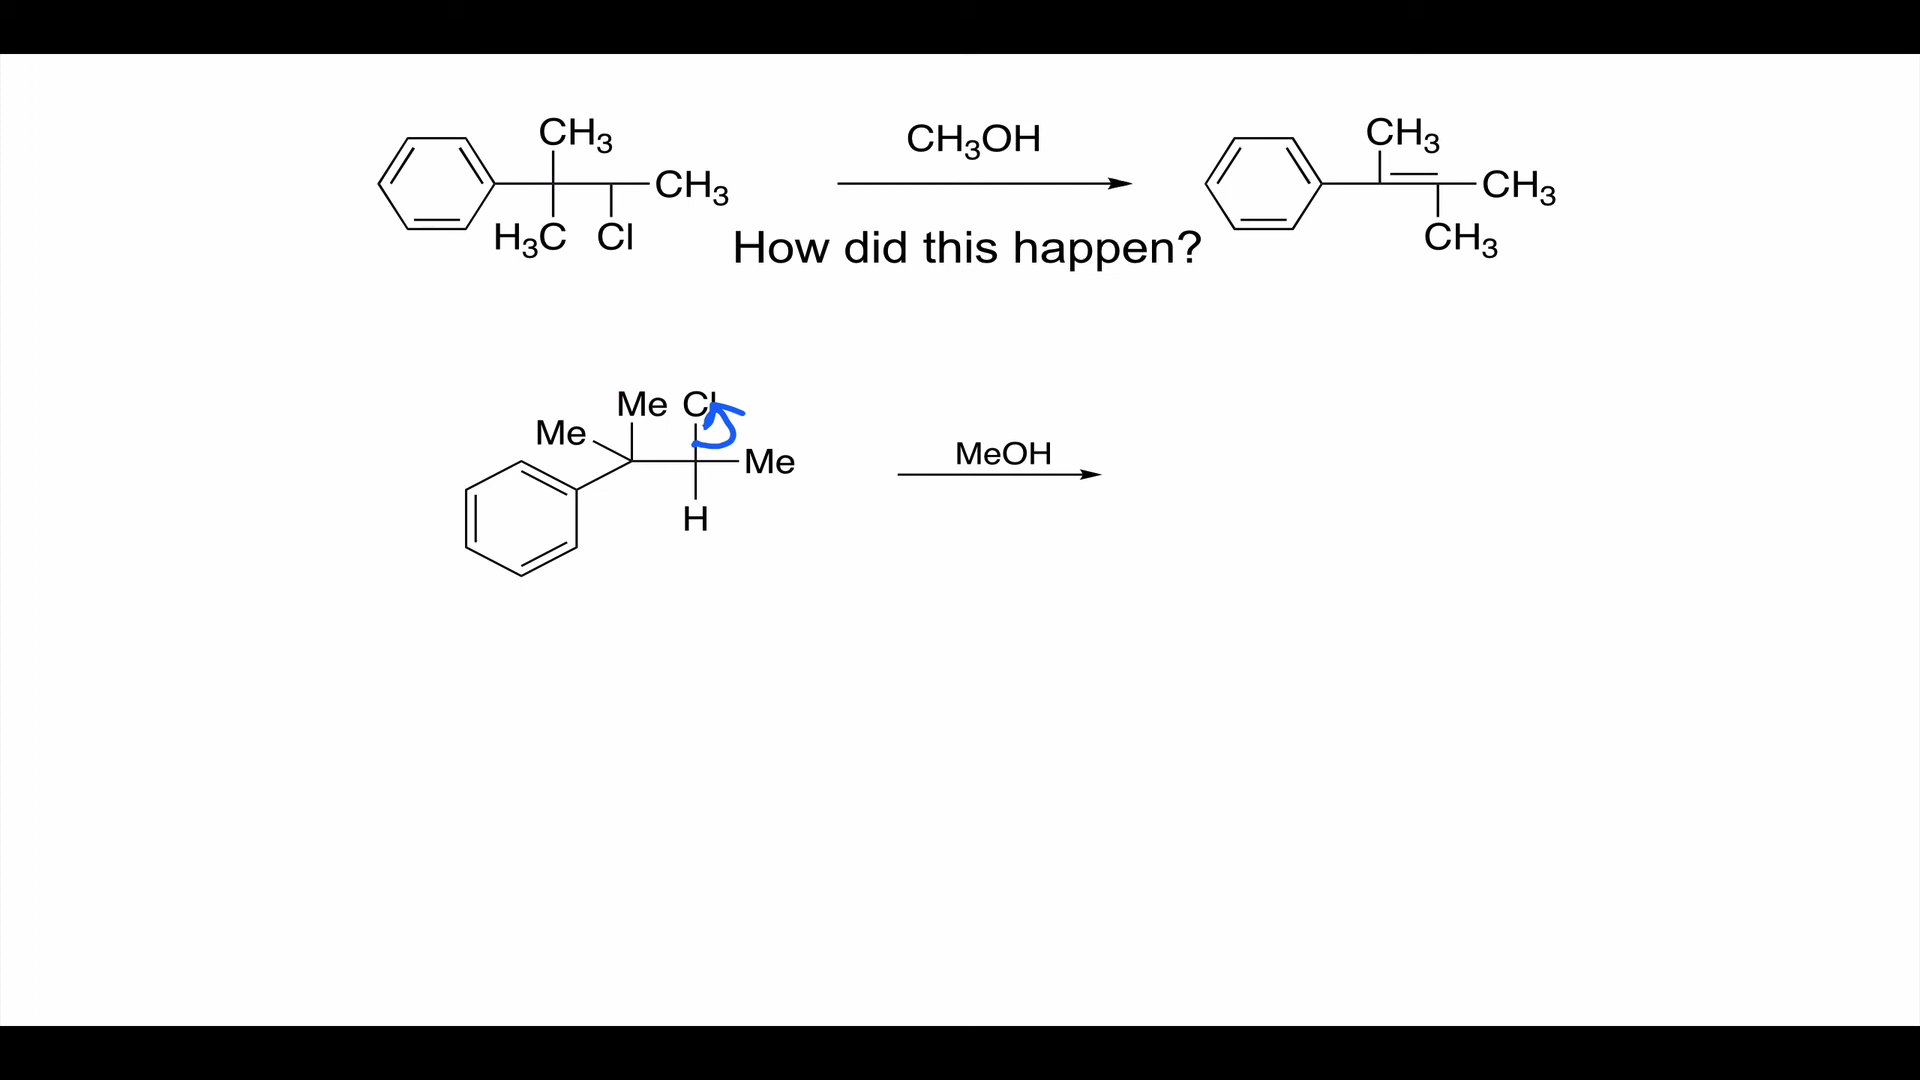 CH3 CH3OH CH3
CH3 CH3
H3C Cl How did this happen? CH3
Me Cl
Me
Me MeOH
H